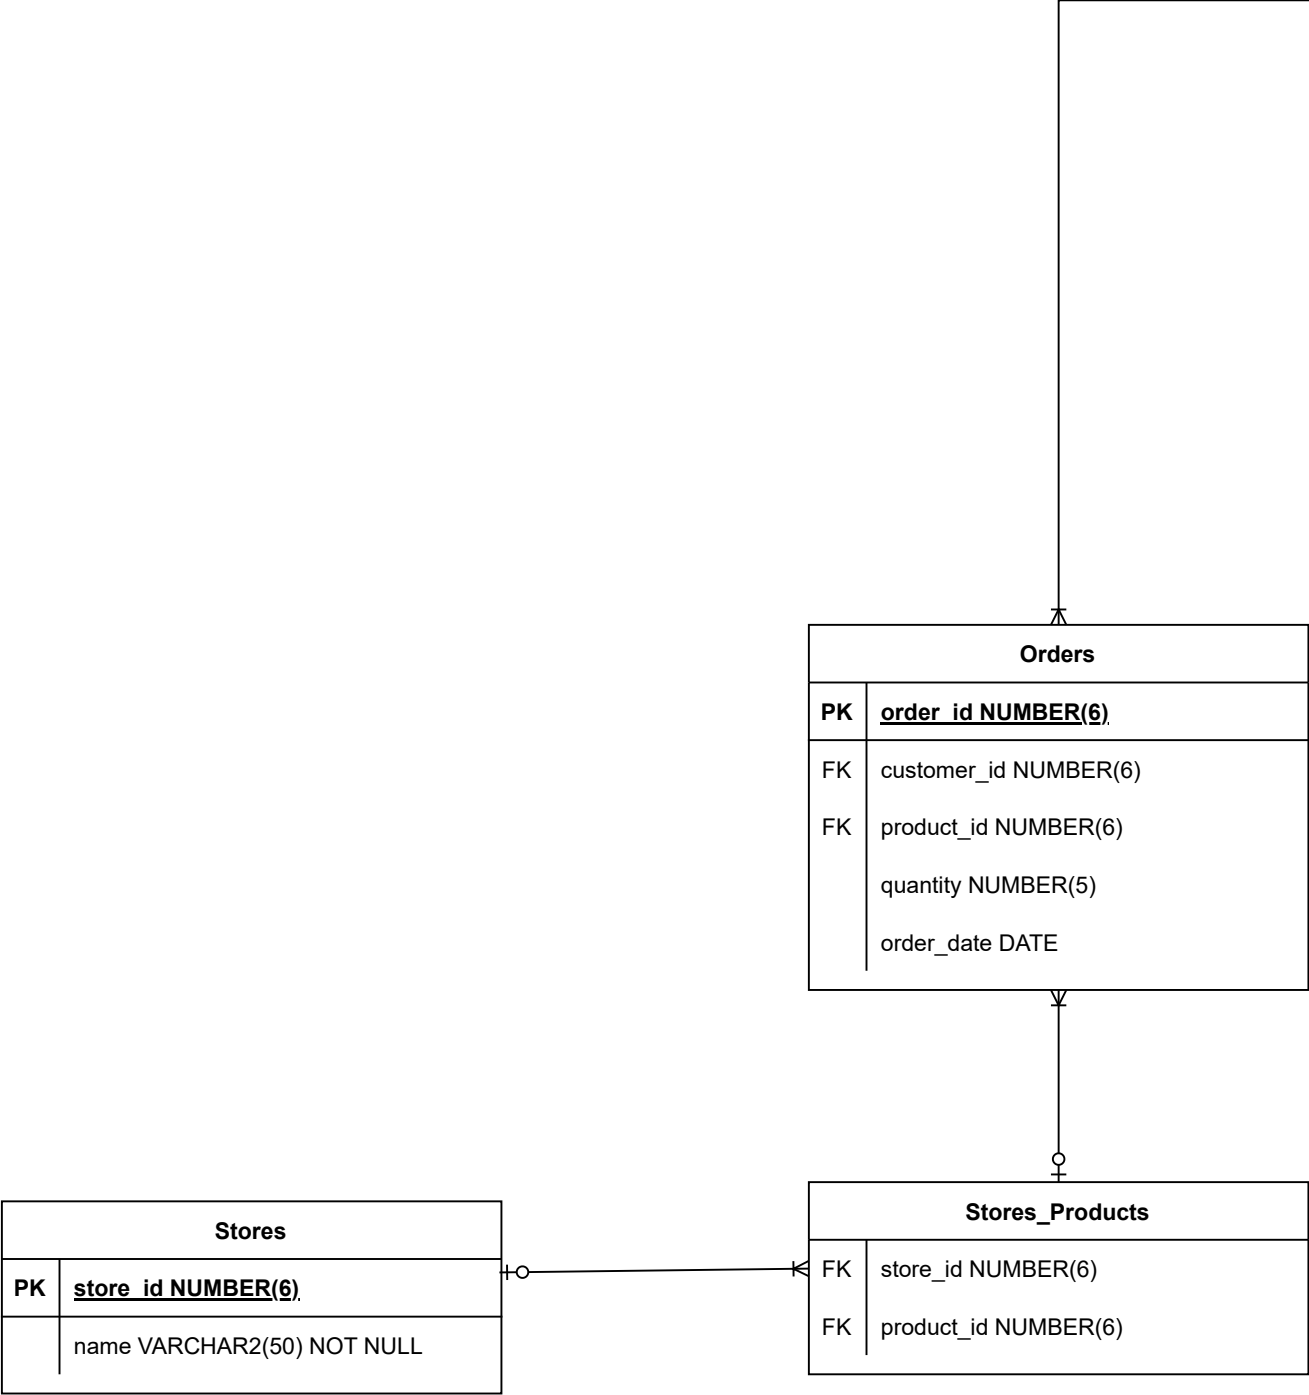 Orders
PK order_id NUMBER(6)
FK customer_id NUMBER(6)
FK product_id NUMBER(6)
quantity NUMBER(5)
order_date DATE
Stores
PK store_id NUMBER(6)
name VARCHAR2(50) NOT NULL
Stores_Products
FK store_id NUMBER(6)
FK product_id NUMBER(6)